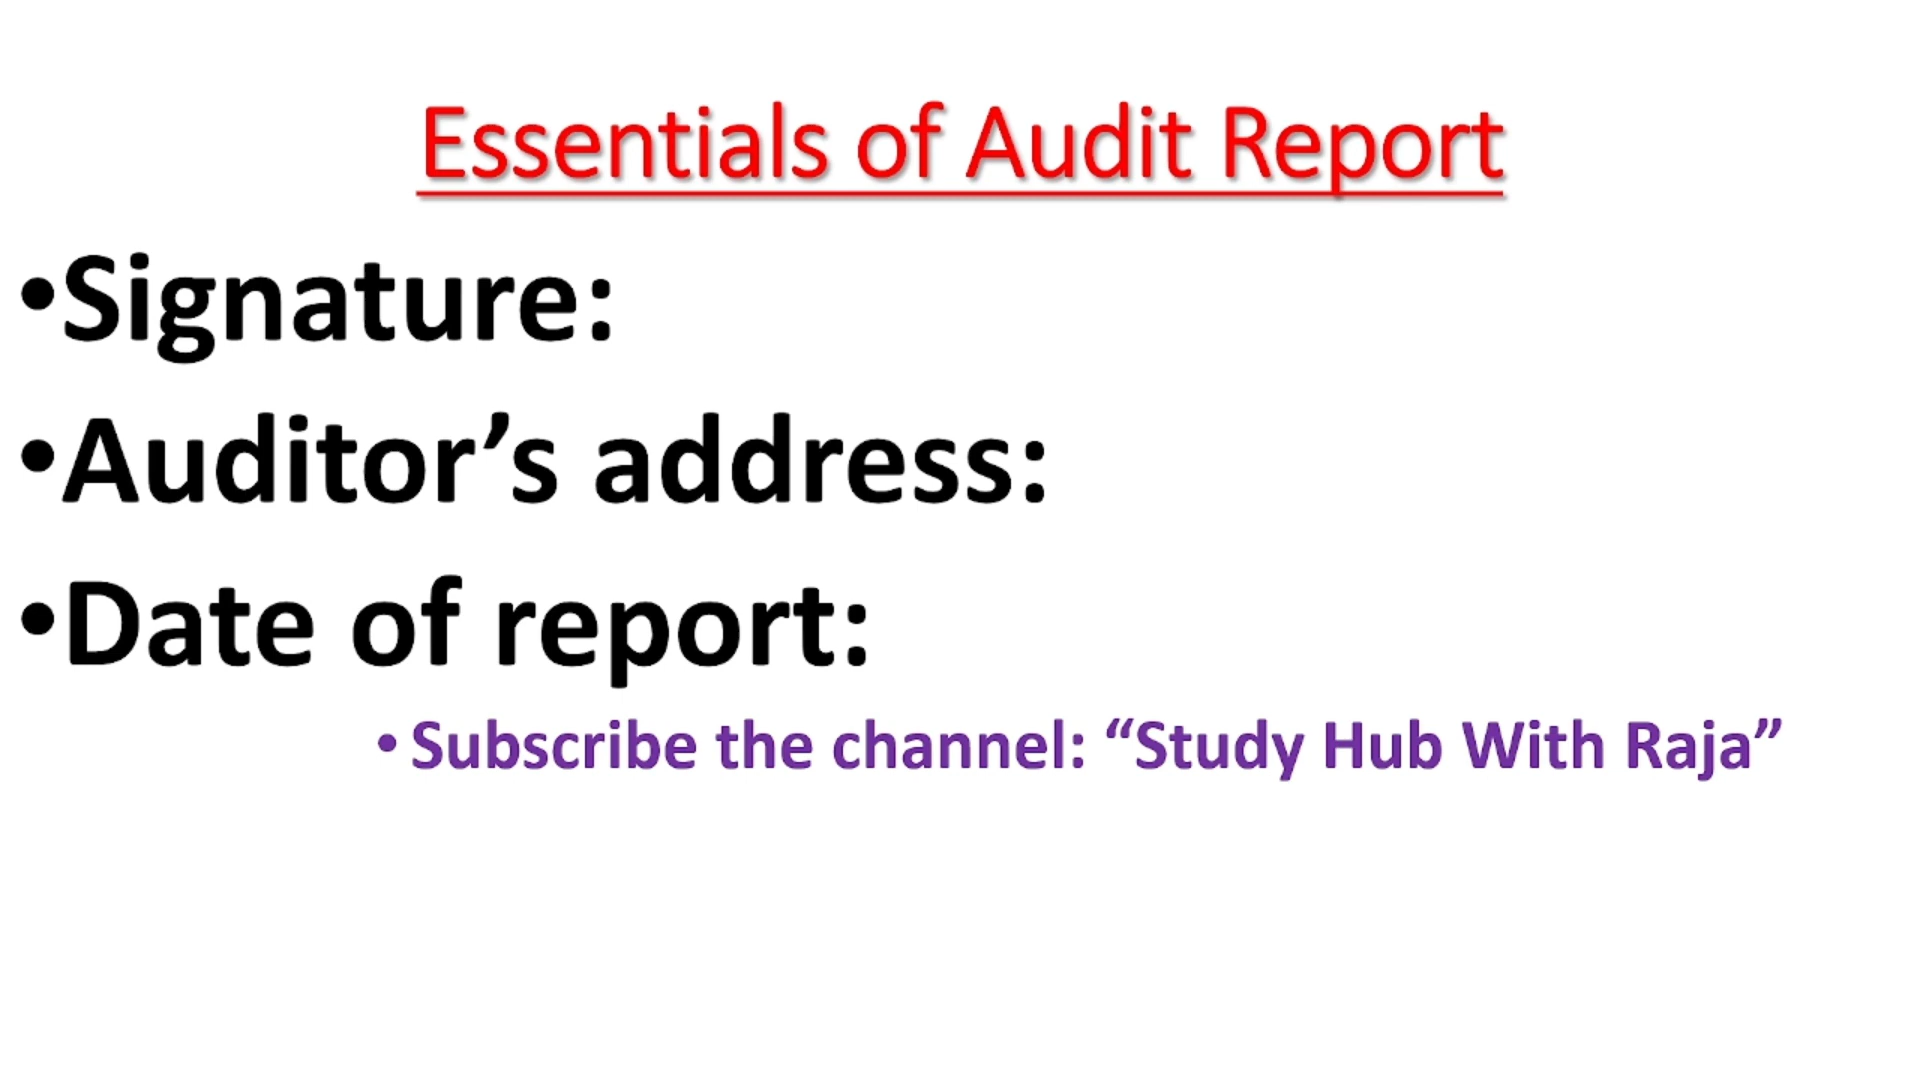 Essentials of Audit Report
•Signature:
•Auditor’s address:
•Date of report:
• Subscribe the channel: “Study Hub With Raja”